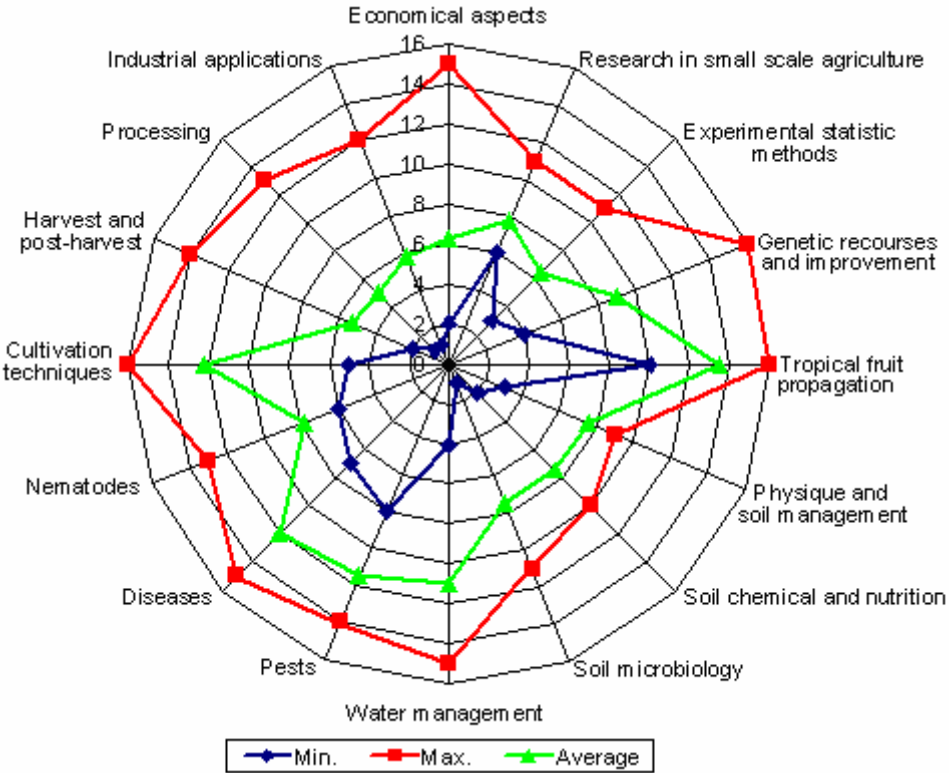 Economical aspects
Industrial applications
Research in small scale agriculture
Processing
Experimental statistic
methods
Harvest and
post-harvest
Genetic recourses
and improvement
Cultivation
techniques
Tropical fruit
propagation
Nematodes
Physique and
soil management
Diseases
Soil chemical and nutrition
Pests
Soil microbiology
Water management
16
14
12
10
8
6
4
2
0
Min.
Max.
Average